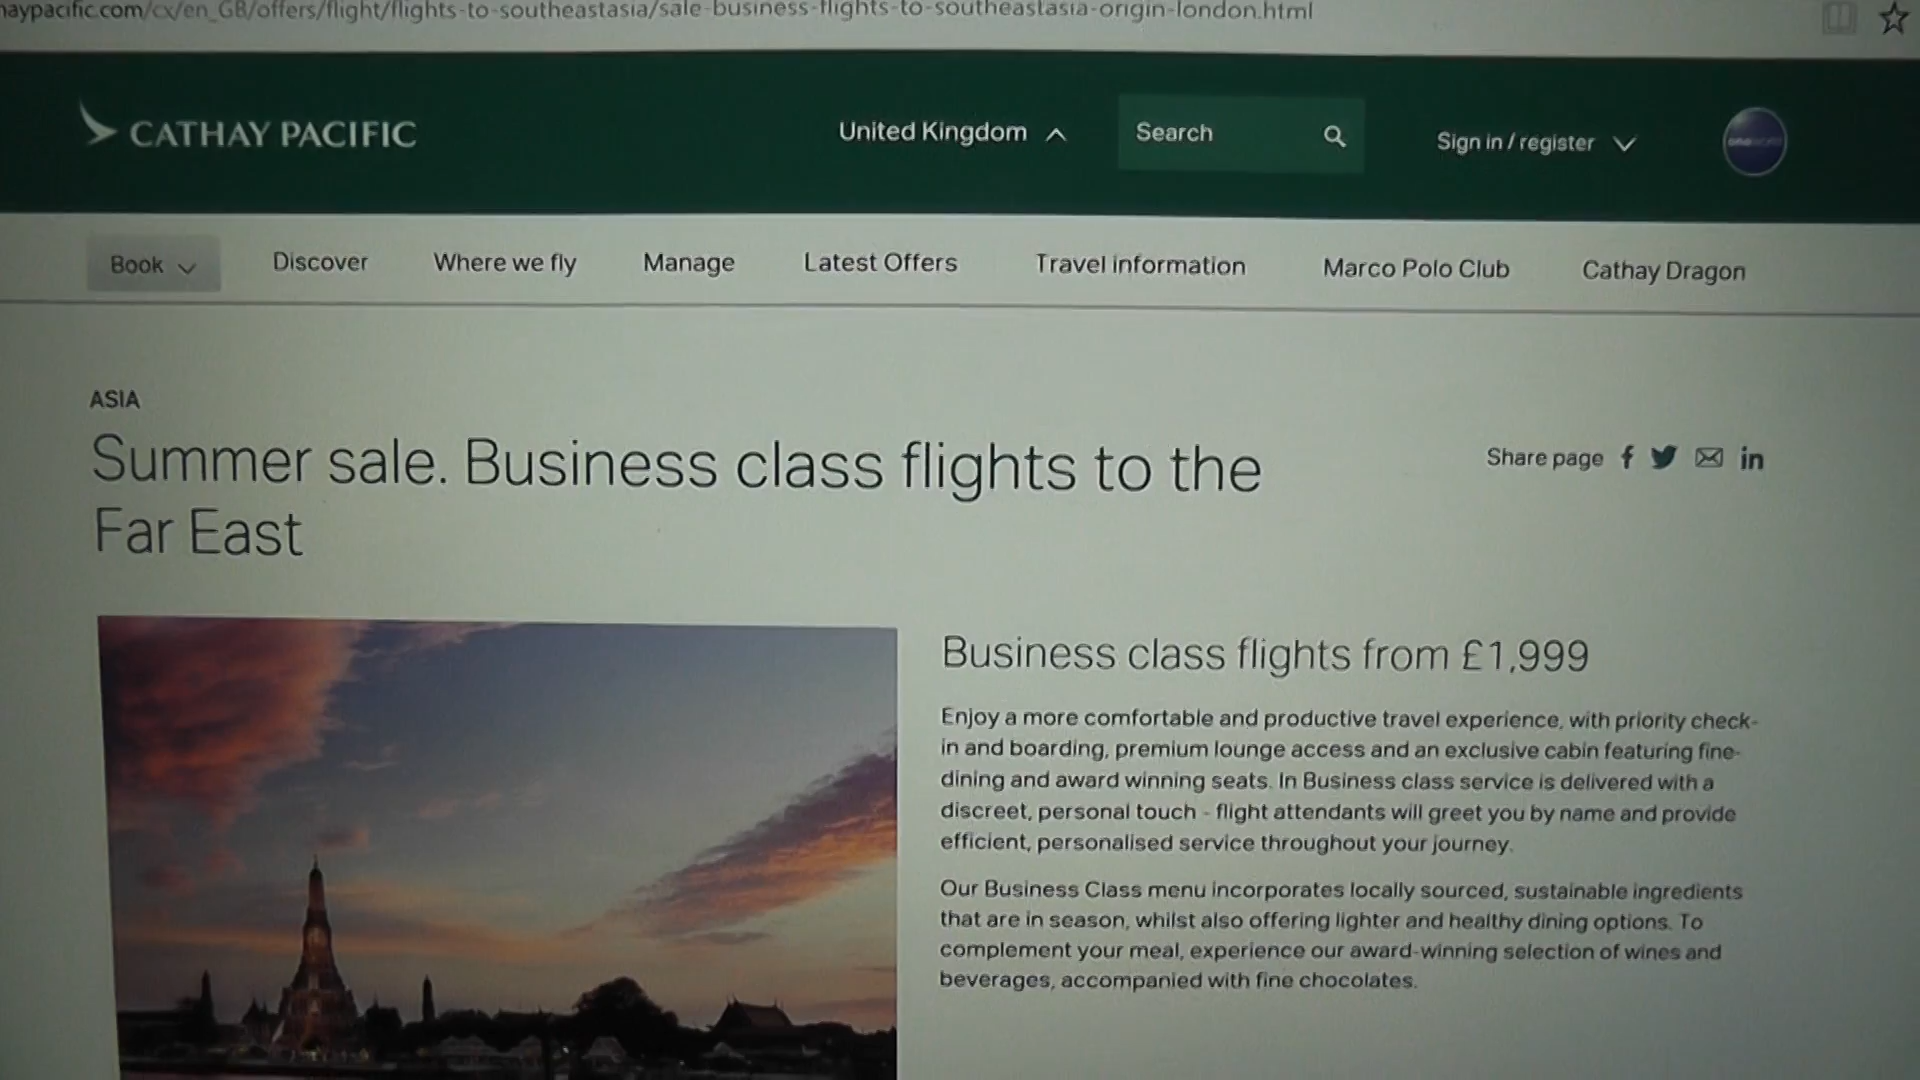 haypacific.com/cx/en_GB/offers/flight/flights-to-southeastasia/sale-business-flights-to-southeastasia-origin-london.html
CATHAY PACIFIC
United Kingdom
Search
Sign in / register
Book
Discover
Where we fly
Manage
Latest Offers
Travel information
Marco Polo Club
Cathay Dragon
ASIA
Summer sale. Business class flights to the
Far East
Share page
Business class flights from £1,999
Enjoy a more comfortable and productive travel experience, with priority check-
in and boarding, premium lounge access and an exclusive cabin featuring fine-
dining and award winning seats. In Business class service is delivered with a
discreet, personal touch - flight attendants will greet you by name and provide
efficient, personalised service throughout your journey.
Our Business Class menu incorporates locally sourced, sustainable ingredients
that are in season, whilst also offering lighter and healthy dining options. To
complement your meal, experience our award-winning selection of wines and
beverages, accompanied with fine chocolates.